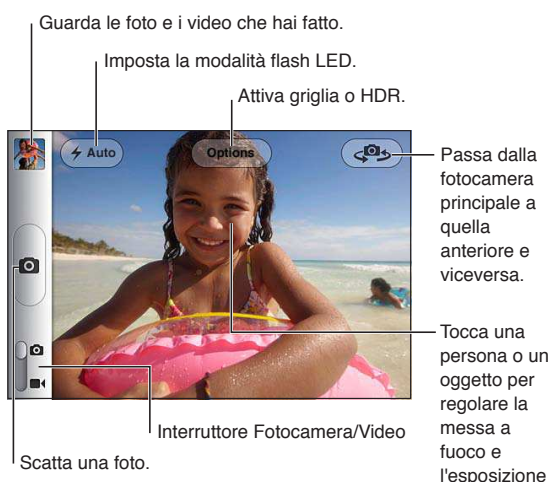 Guarda le foto e i video che hai fatto.
Imposta la modalità flash LED.
Attiva griglia o HDR.
Auto
Options
Passa dalla
fotocamera
principale a
quella
anteriore e
viceversa.
Tocca una
persona o un
oggetto per
regolare la
messa a
fuoco e
l'esposizione
Interruttore Fotocamera/Video
Scatta una foto.